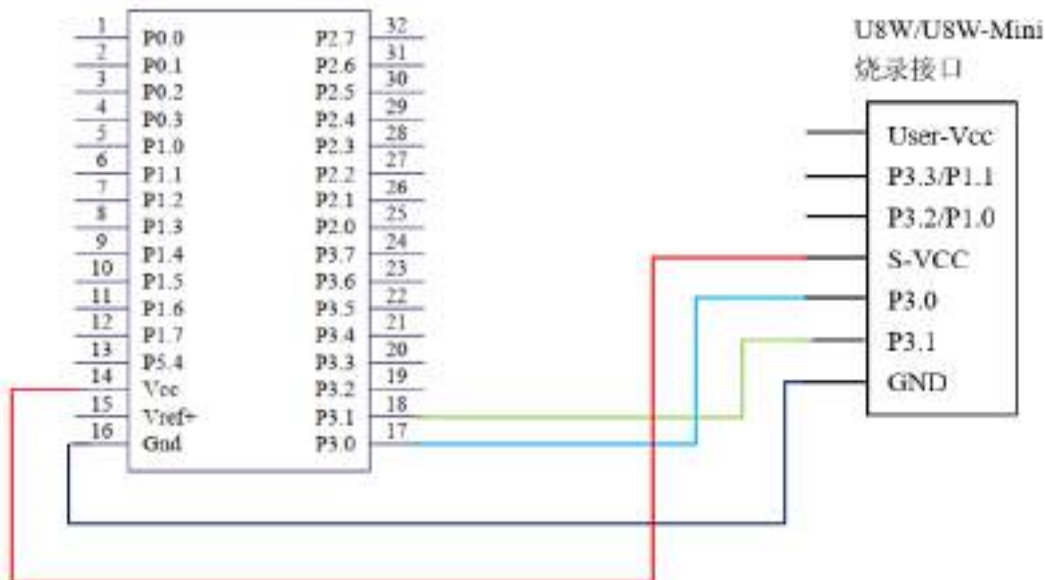 U8W/U8W-Mini
烧录接口
1 P0.0 P2.7 32
2 P0.1 P2.6 31
3 P0.2 P2.5 30
4 P0.3 P2.4 29
5 P1.0 P2.3 28
6 P1.1 P2.2 27
7 P1.2 P2.1 26
8 P1.3 P2.0 25
9 P1.4 P3.7 24
10 P1.5 P3.6 23
11 P1.6 P3.5 22
12 P1.7 P3.4 21
13 P5.4 P3.3 20
14 Vcc P3.2 19
15 Vref+ P3.1 18
16 Gnd P3.0 17
User-Vcc
P3.3/P1.1
P3.2/P1.0
S-VCC
P3.0
P3.1
GND